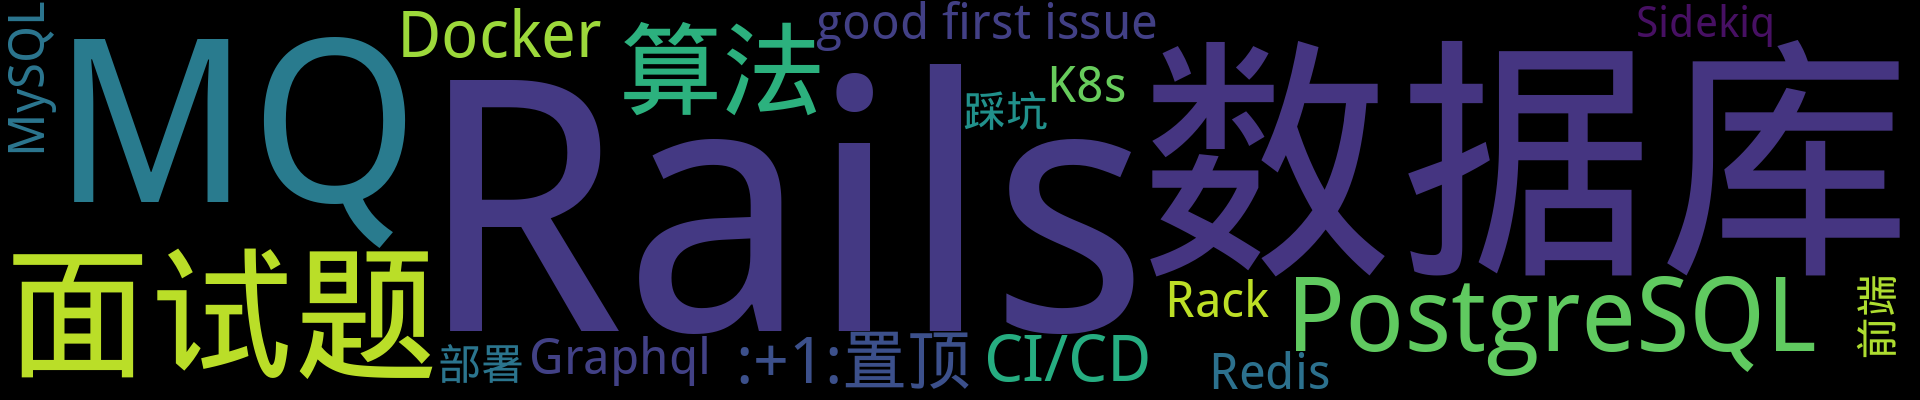 MySQL
MQ
Docker
算法
good first issue
Sidekiq
Rails
踩坑
K8s
数据库
面试题
部署
Graphql
:+1:置顶
CI/CD
Rack
Redis
PostgreSQL
前端